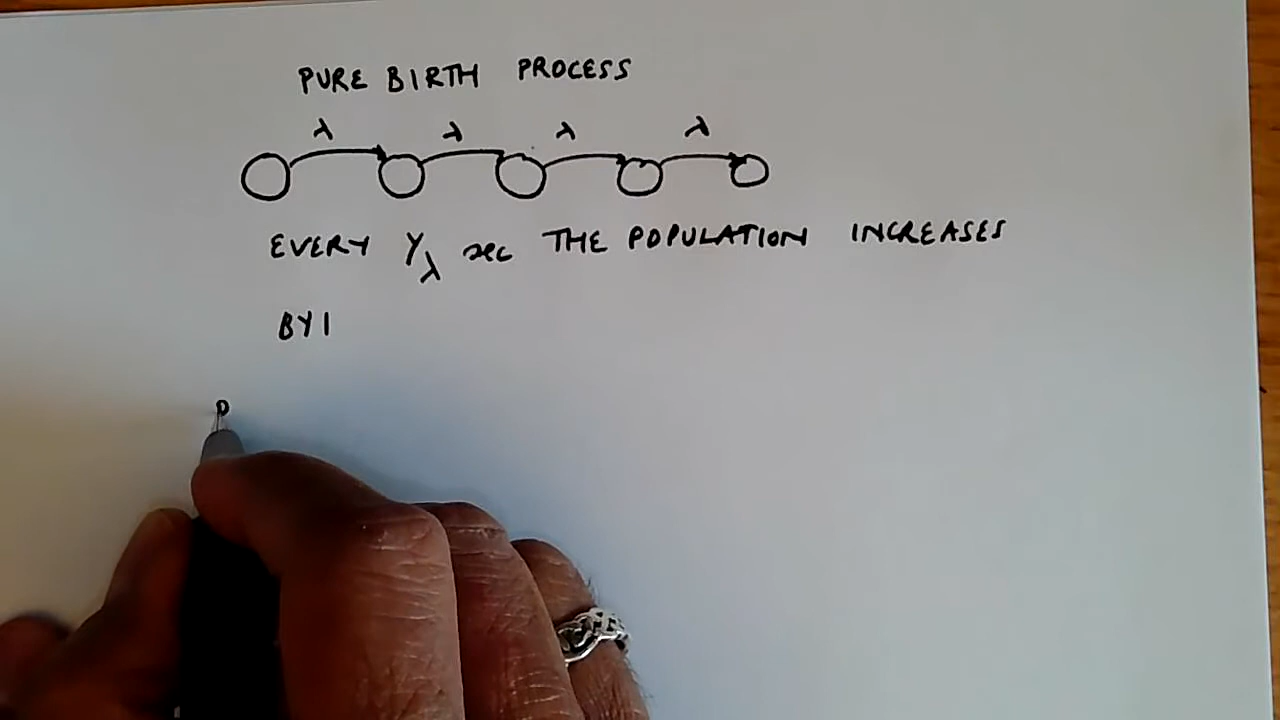 PURE BIRTH PROCESS
λ λ λ λ
EVERY 1/λ sec THE POPULATION INCREASES
BY 1